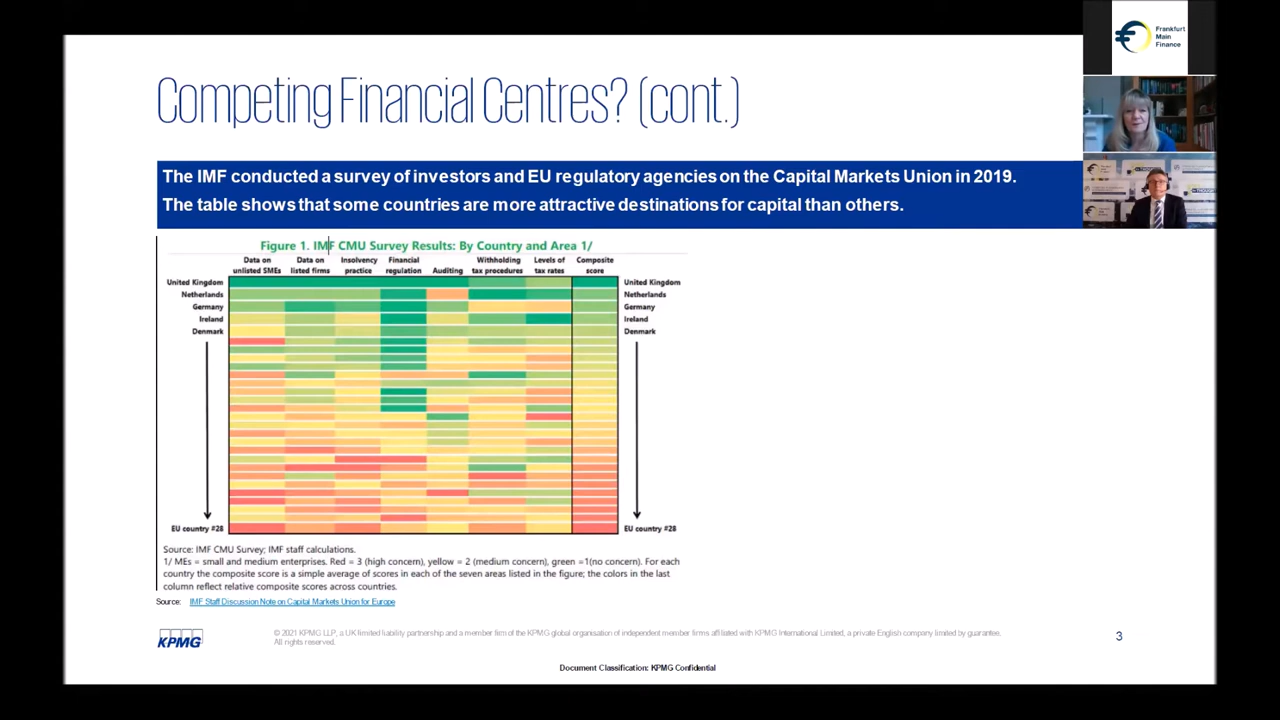 Frankfurt
Main
Finance
Competing Financial Centres? (cont.)
The IMF conducted a survey of investors and EU regulatory agencies on the Capital Markets Union in 2019.
The table shows that some countries are more attractive destinations for capital than others.
Figure 1. IMF CMU Survey Results: By Country and Area 1/
Data on unlisted SMEs
Data on listed firms
Insolvency practice
Financial regulation
Auditing
Withholding tax procedures
Levels of tax rates
Composite score
United Kingdom United Kingdom
Netherlands Netherlands
Germany Germany
Ireland Ireland
Denmark Denmark
EU country #28 EU country #28
Source: IMF CMU Survey; IMF staff calculations.
1/ MEs = small and medium enterprises. Red = 3 (high concern), yellow = 2 (medium concern), green =1(no concern). For each
country the composite score is a simple average of scores in each of the seven areas listed in the figure; the colors in the last
column reflect relative composite scores across countries.
Source: IMF Staff Discussion Note on Capital Markets Union for Europe
KPMG
© 2021 KPMG LLP, a UK limited liability partnership and a member firm of the KPMG global organisation of independent member firms affiliated with KPMG International Limited, a private English company limited by guarantee.
All rights reserved.
3
Document Classification: KPMG Confidential